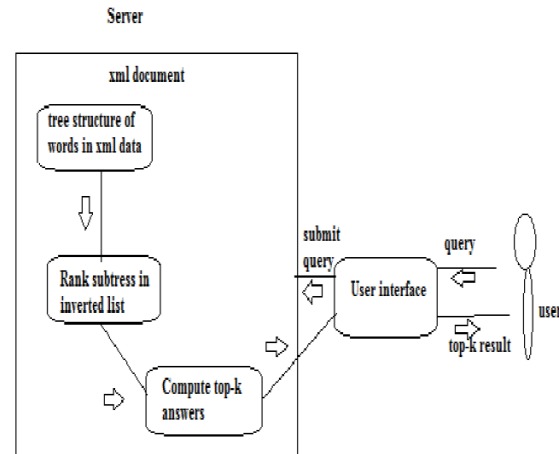 Server
xml document
tree structure of
words in xml data
Rank subtress in
inverted list
Compute top-k
answers
submit
query
User interface
query
top-k result
user